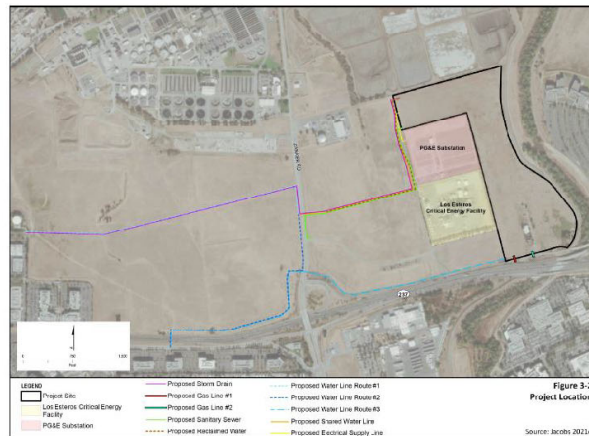 ZANKER RD
PG&E Substation
Los Esteros
Critical Energy Facility
237
LEGEND
Project Site
Los Esteros Critical Energy
Facility
PG&E Substation
Proposed Storm Drain
Proposed Gas Line #1
Proposed Gas Line #2
Proposed Sanitary Sewer
Proposed Reclaimed Water
Proposed Water Line Route #1
Proposed Water Line Route #2
Proposed Water Line Route #3
Proposed Shared Water Line
Proposed Electrical Supply Line
Figure 3-2
Project Location
Source: Jacobs 2021